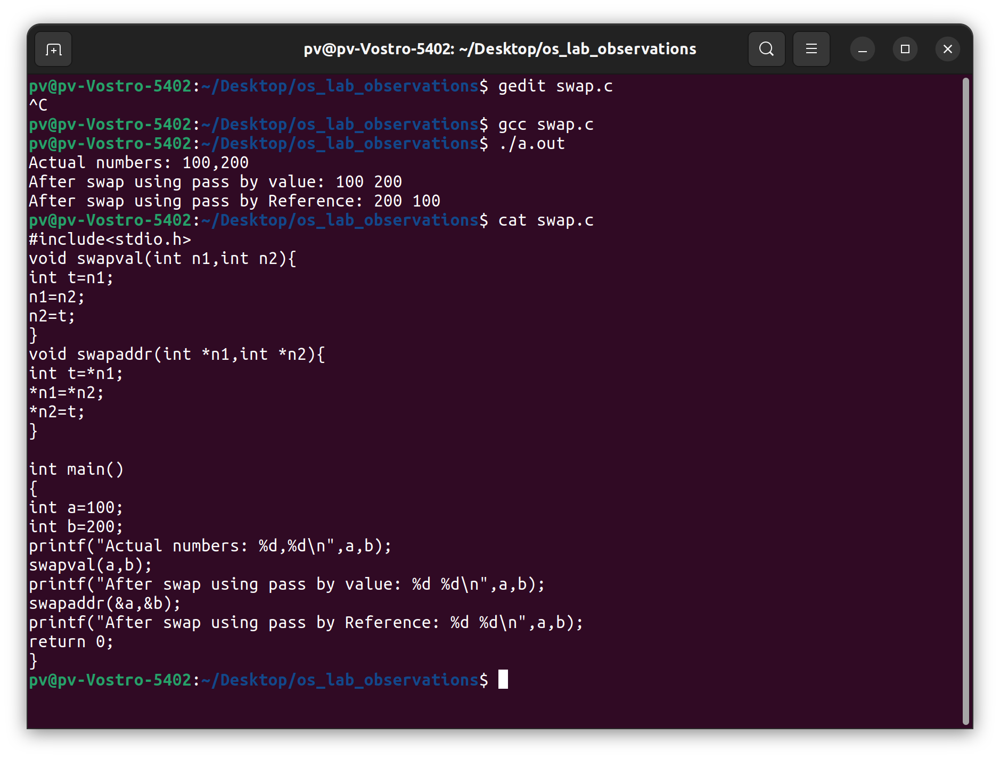 pv@pv-Vostro-5402: ~/Desktop/os_lab_observations
pv@pv-Vostro-5402:~/Desktop/os_lab_observations$ gedit swap.c
^C
pv@pv-Vostro-5402:~/Desktop/os_lab_observations$ gcc swap.c
pv@pv-Vostro-5402:~/Desktop/os_lab_observations$ ./a.out
Actual numbers: 100,200
After swap using pass by value: 100 200
After swap using pass by Reference: 200 100
pv@pv-Vostro-5402:~/Desktop/os_lab_observations$ cat swap.c
#include<stdio.h>
void swapval(int n1,int n2){
int t=n1;
n1=n2;
n2=t;
}
void swapaddr(int *n1,int *n2){
int t=*n1;
*n1=*n2;
*n2=t;
}
int main()
{
int a=100;
int b=200;
printf("Actual numbers: %d,%d\n",a,b);
swapval(a,b);
printf("After swap using pass by value: %d %d\n",a,b);
swapaddr(&a,&b);
printf("After swap using pass by Reference: %d %d\n",a,b);
return 0;
}
pv@pv-Vostro-5402:~/Desktop/os_lab_observations$